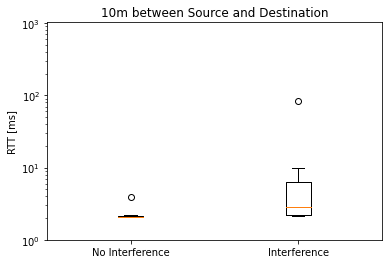 10m between Source and Destination
10³
10²
10¹
10⁰
RTT [ms]
No Interference
Interference